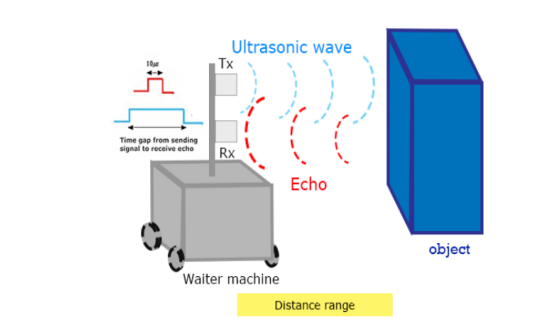 Ultrasonic wave
Tx
10µs
Time gap from sending
signal to receive echo
Rx
Echo
object
Waiter machine
Distance range